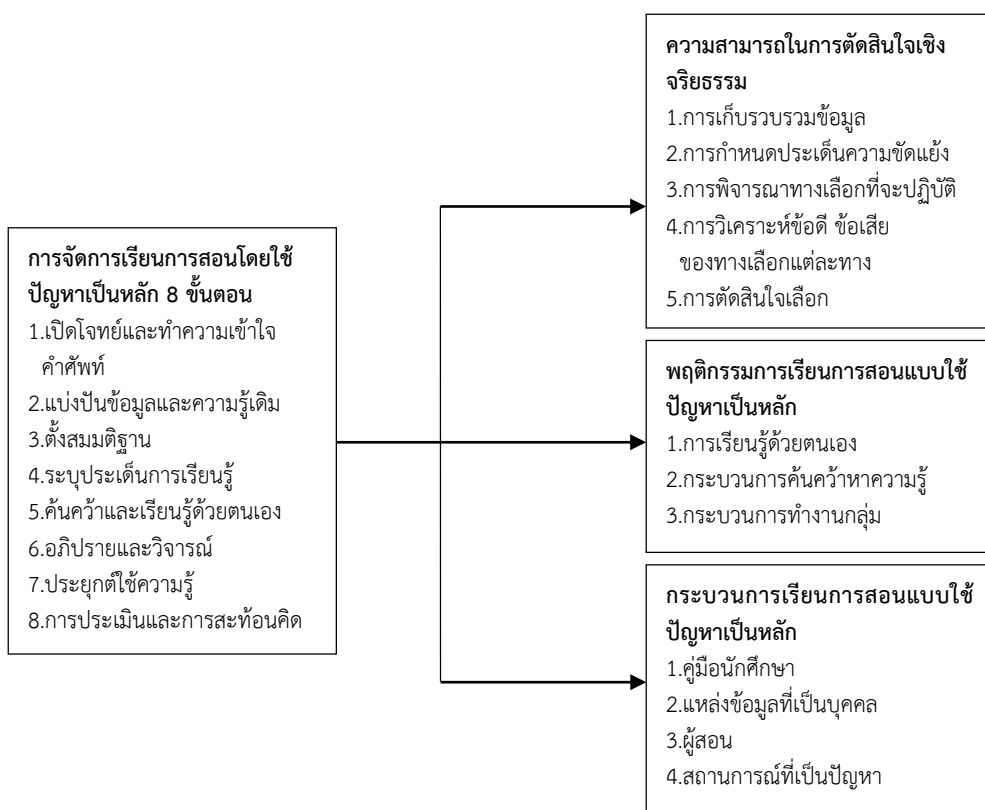 การจัดการเรียนการสอนโดยใช้
ปัญหาเป็นหลัก 8 ขั้นตอน
1.เปิดโจทย์และทำความเข้าใจ
คำศัพท์
2.แบ่งปันข้อมูลและความรู้เดิม
3.ตั้งสมมติฐาน
4.ระบุประเด็นการเรียนรู้
5.ค้นคว้าและเรียนรู้ด้วยตนเอง
6.อภิปรายและวิจารณ์
7.ประยุกต์ใช้ความรู้
8.การประเมินและการสะท้อนคิด
ความสามารถในการตัดสินใจเชิง
จริยธรรม
1.การเก็บรวบรวมข้อมูล
2.การกำหนดประเด็นความขัดแย้ง
3.การพิจารณาทางเลือกที่จะปฏิบัติ
4.การวิเคราะห์ข้อดี ข้อเสีย
ของทางเลือกแต่ละทาง
5.การตัดสินใจเลือก
พฤติกรรมการเรียนการสอนแบบใช้
ปัญหาเป็นหลัก
1.การเรียนรู้ด้วยตนเอง
2.กระบวนการค้นคว้าหาความรู้
3.กระบวนการทำงานกลุ่ม
กระบวนการเรียนการสอนแบบใช้
ปัญหาเป็นหลัก
1.คู่มือนักศึกษา
2.แหล่งข้อมูลที่เป็นบุคคล
3.ผู้สอน
4.สถานการณ์ที่เป็นปัญหา